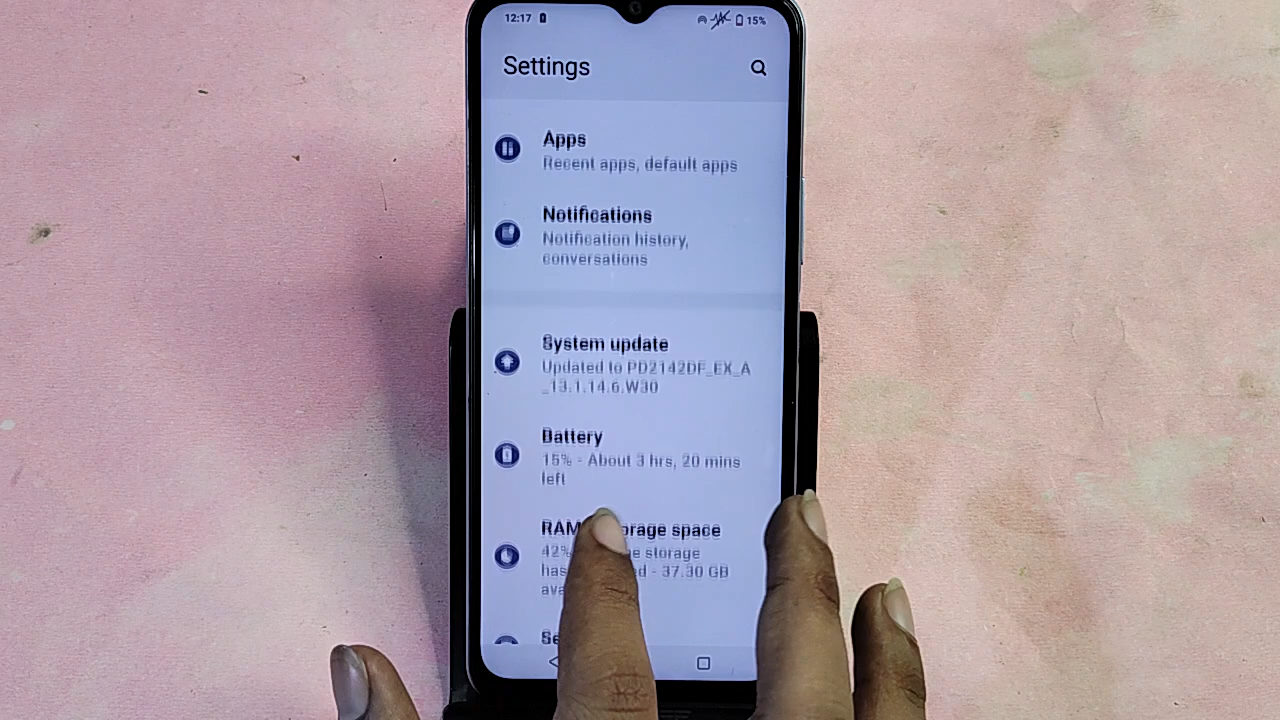 12:17 15%
Settings
Apps
Recent apps, default apps
Notifications
Notification history,
conversations
System update
Updated to PD2142DF_EX_A
_13.1.14.6.W30
Battery
15% - About 3 hrs, 20 mins
left
RAM space
42% storage
- 37.30 GB